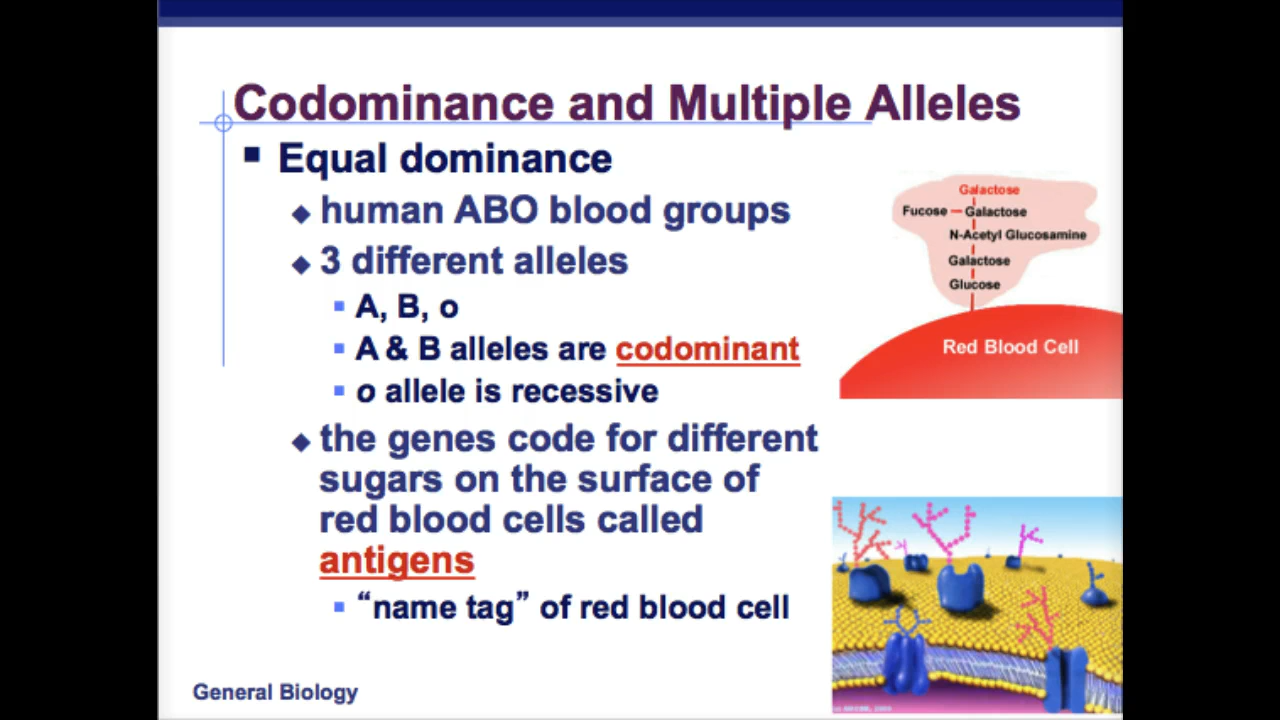 Codominance and Multiple Alleles
Equal dominance
human ABO blood groups
3 different alleles
A, B, o
A & B alleles are codominant
o allele is recessive
the genes code for different
sugars on the surface of
red blood cells called
antigens
“name tag” of red blood cell
Galactose
Fucose — Galactose
N-Acetyl Glucosamine
Galactose
Glucose
Red Blood Cell
General Biology